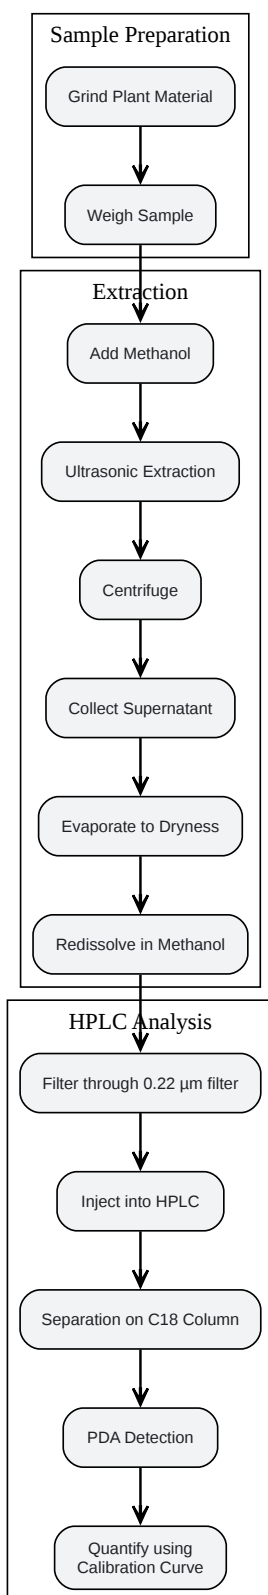 Sample Preparation
Grind Plant Material
Weigh Sample
Extraction
Add Methanol
Ultrasonic Extraction
Centrifuge
Collect Supernatant
Evaporate to Dryness
Redissolve in Methanol
HPLC Analysis
Filter through 0.22 µm filter
Inject into HPLC
Separation on C18 Column
PDA Detection
Quantify using
Calibration Curve